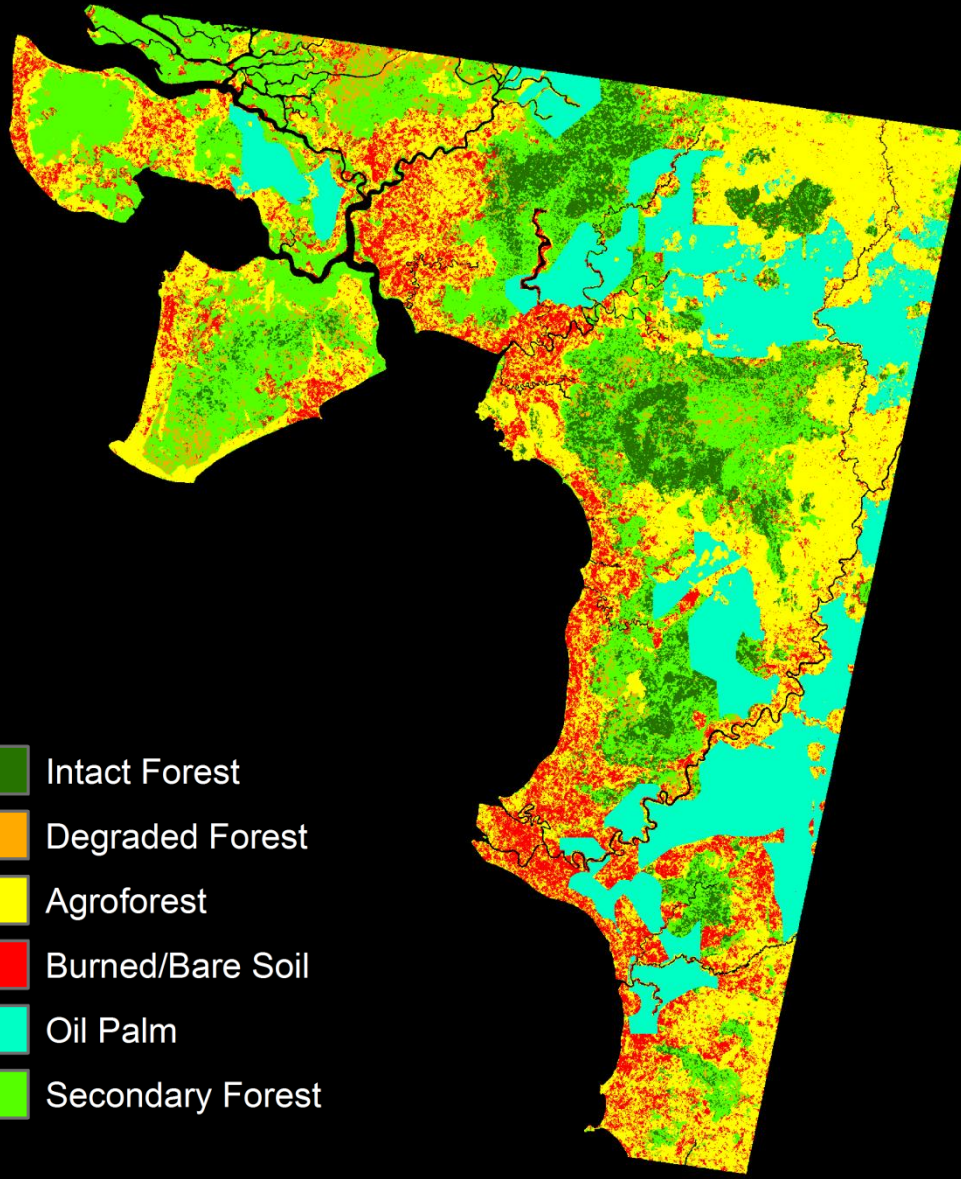 Intact Forest
Degraded Forest
Agroforest
Burned/Bare Soil
Oil Palm
Secondary Forest